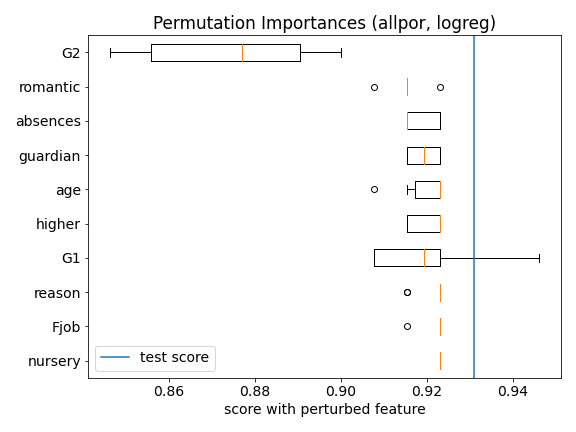 Permutation Importances (allpor, logreg)
G2
romantic
absences
guardian
age
higher
G1
reason
Fjob
nursery
test score
0.86 0.88 0.90 0.92 0.94
score with perturbed feature